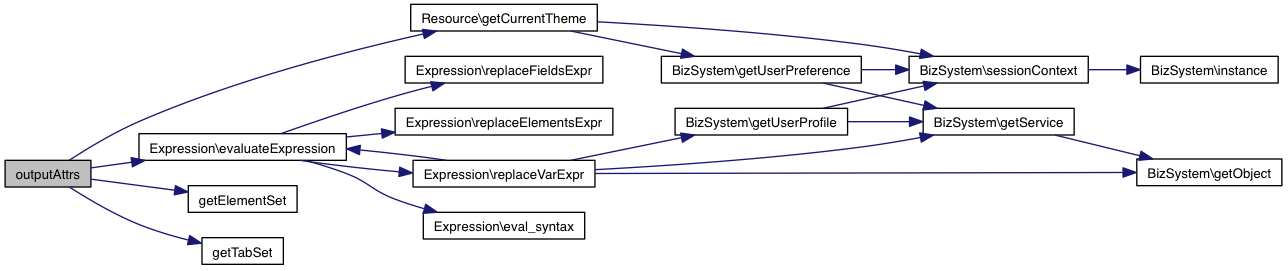 outputAttrs
Resource\getCurrentTheme
Expression\evaluateExpression
getElementSet
getTabSet
Expression\replaceFieldsExpr
Expression\replaceElementsExpr
Expression\replaceVarExpr
Expression\eval_syntax
BizSystem\getUserPreference
BizSystem\getUserProfile
BizSystem\sessionContext
BizSystem\getService
BizSystem\instance
BizSystem\getObject